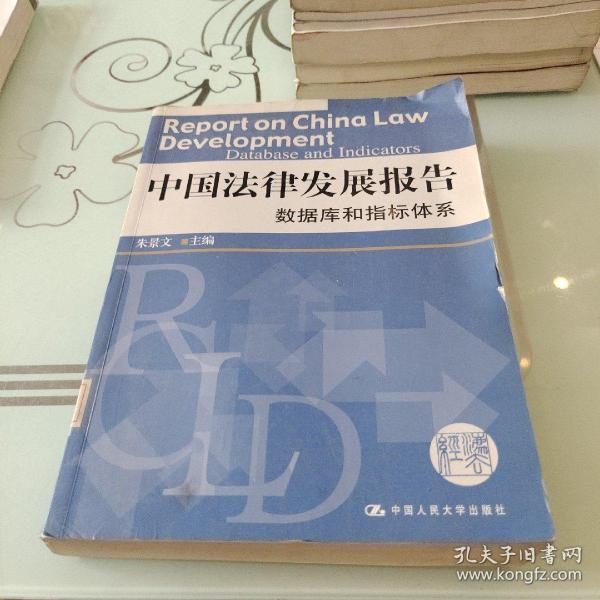 Report on China Law
Development
Database and Indicators
中国法律发展报告
数据库和指标体系
朱景文 ■主编
RCLD
中国人民大学出版社
孔夫子旧书网
www.kongfz.com